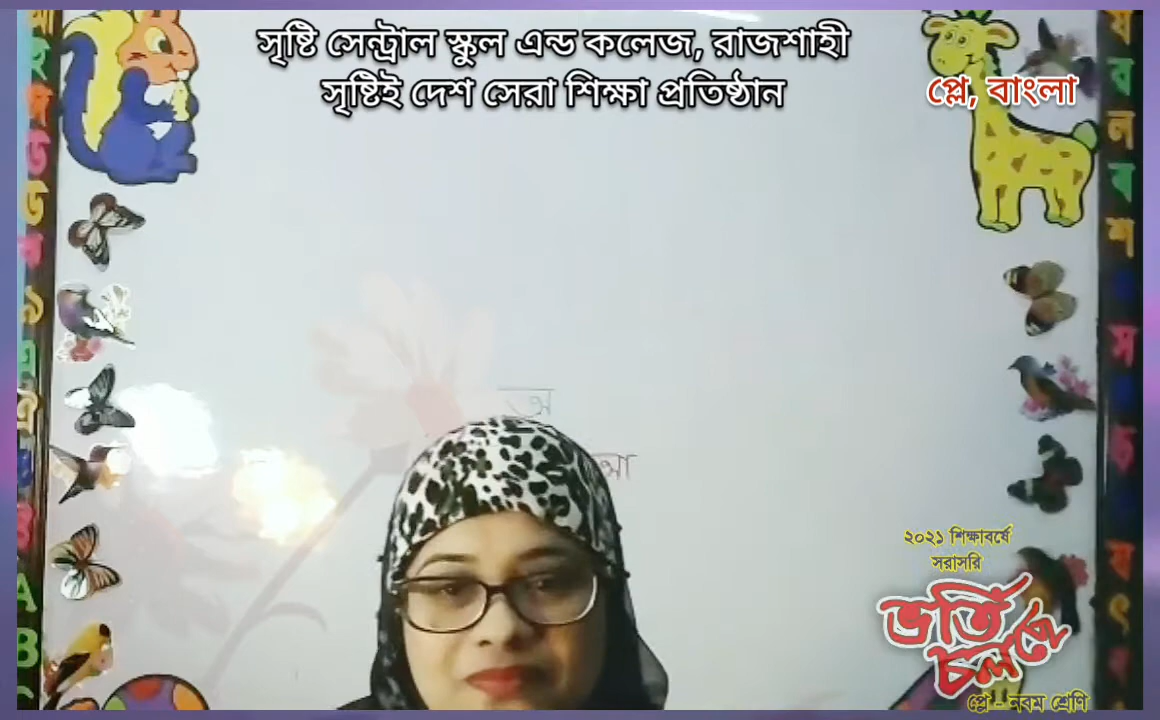 সৃষ্টি সেন্ট্রাল স্কুল এন্ড কলেজ, রাজশাহী
সৃষ্টিই দেশ সেরা শিক্ষা প্রতিষ্ঠান
প্লে, বাংলা
অ
২০২১ শিক্ষাবর্ষে
সরাসরি
ভর্তি
চলছে
প্লে - নবম শ্রেণি
ই
উ
ড
ঌ
এ
ঐ
A
B
ব
ল
ব
শ
স
ৎ